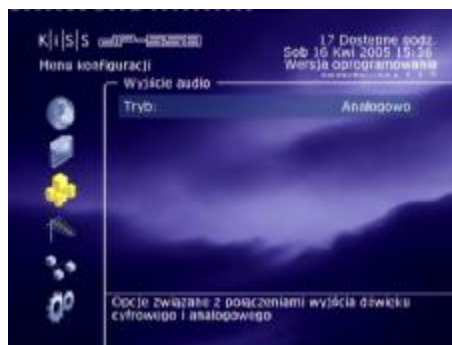 K|i|S|S
17 Dostępne godz.
Sob 16 Kwi 2005 15:36
Menu konfiguracji
Wersja oprogramowania
Wyjście audio
Tryb: Analogowo
Opcje związane z połączeniami wyjścia dźwięku
cyfrowego i analogowego